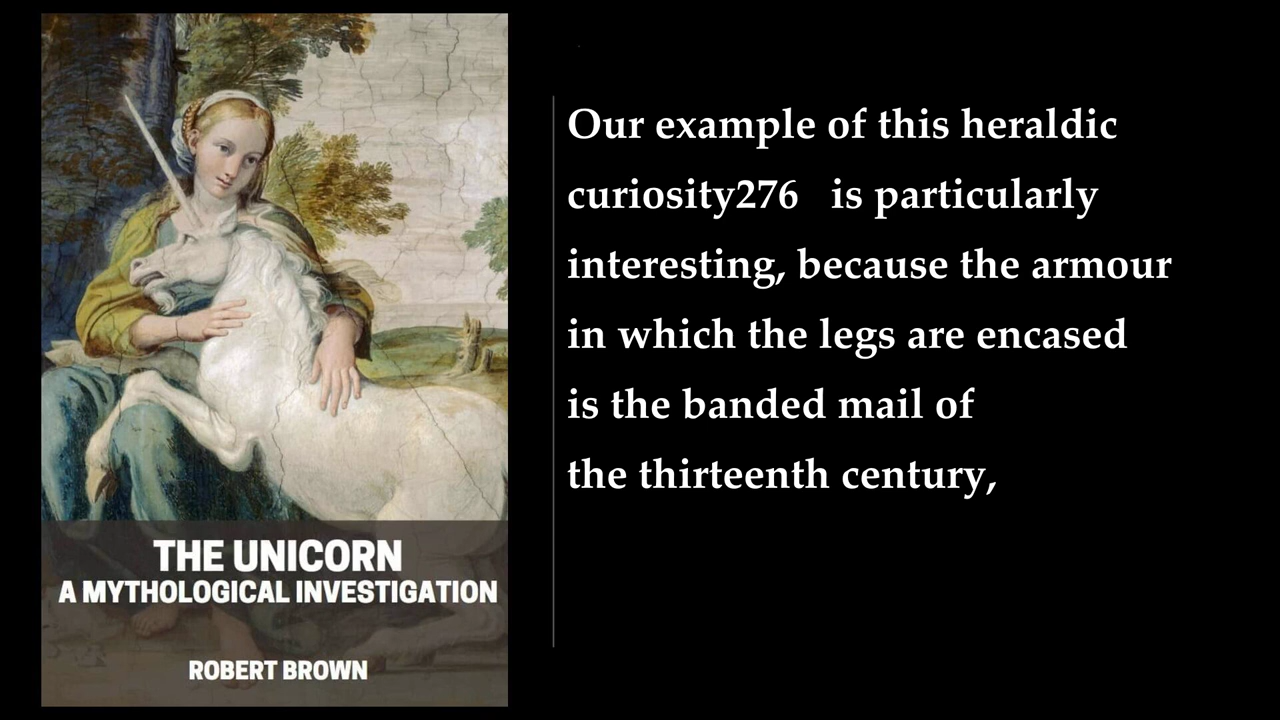 THE UNICORN
A MYTHOLOGICAL INVESTIGATION
ROBERT BROWN
Our example of this heraldic
curiosity276 is particularly
interesting, because the armour
in which the legs are encased
is the banded mail of
the thirteenth century,